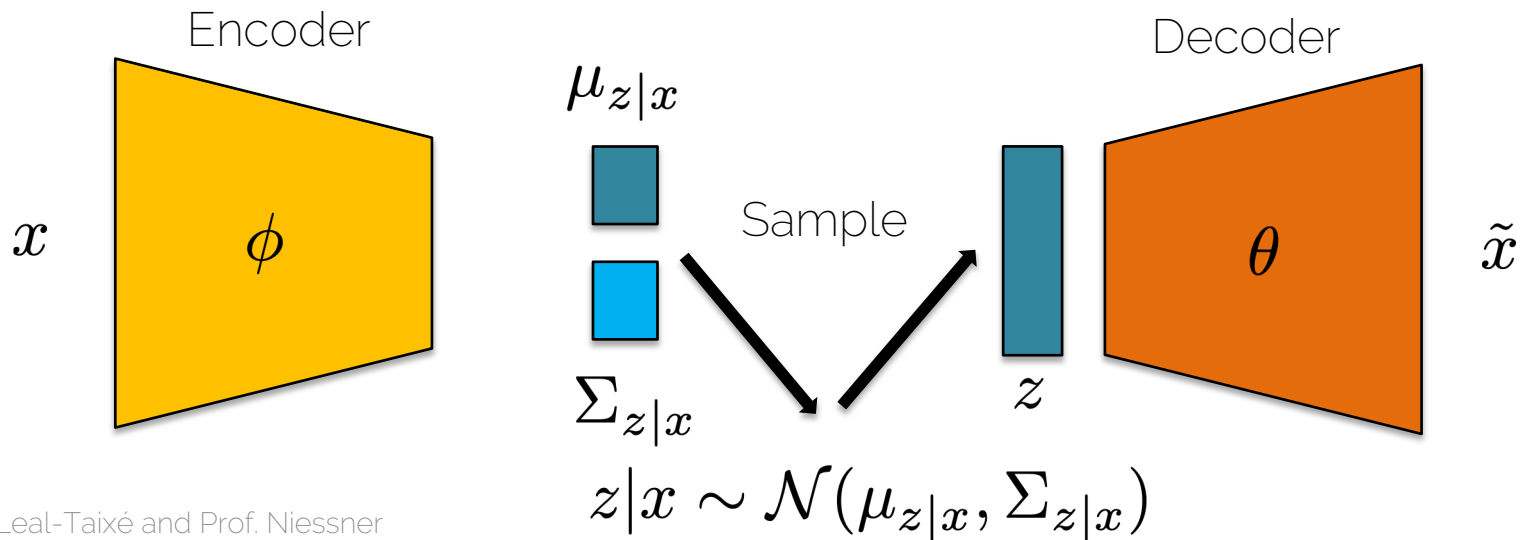 Encoder
Decoder
μ_{z|x}
Sample
x
ϕ
θ
x̃
Σ_{z|x}
z
z|x ∼ 𝒩(μ_{z|x}, Σ_{z|x})
Leal-Taixé and Prof. Niessner